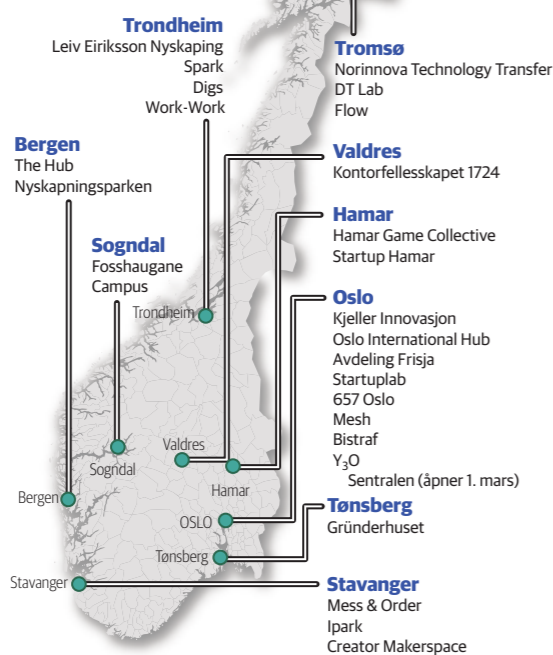 Trondheim
Leiv Eiriksson Nyskaping
Spark
Digs
Work-Work
Tromsø
Norinnova Technology Transfer
DT Lab
Flow
Bergen
The Hub
Nyskapningsparken
Valdres
Kontorfellesskapet 1724
Sogndal
Fosshaugane
Campus
Hamar
Hamar Game Collective
Startup Hamar
Oslo
Kjeller Innovasjon
Oslo International Hub
Avdeling Frisja
Startuplab
657 Oslo
Mesh
Bistraf
Y₃O
Sentralen (åpner 1. mars)
Tønsberg
Gründerhuset
Stavanger
Mess & Order
Ipark
Creator Makerspace
Trondheim
Valdres
Sogndal
Hamar
Bergen
OSLO
Tønsberg
Stavanger